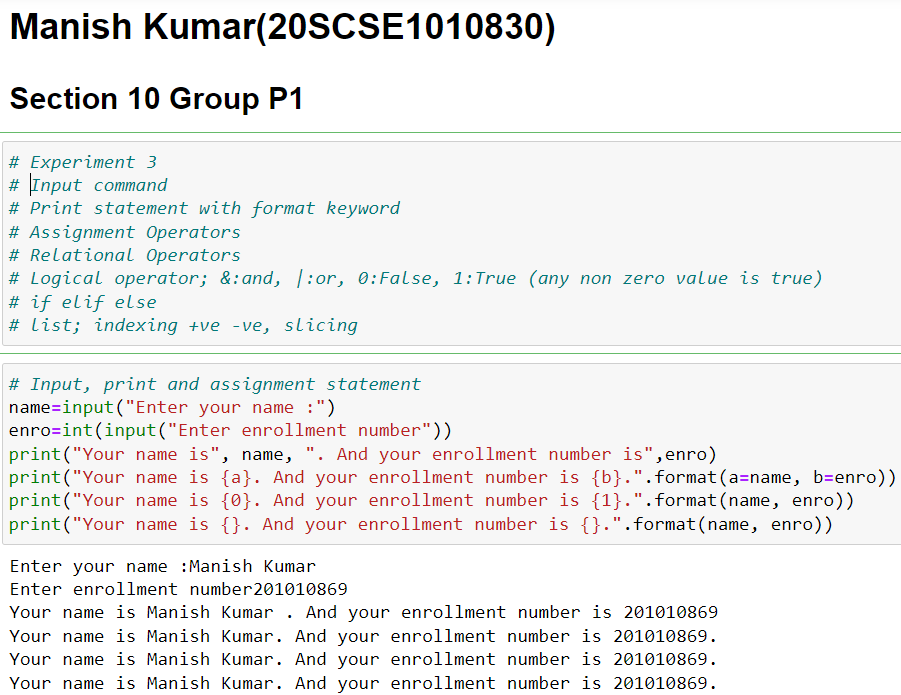 Manish Kumar(20SCSE1010830)
Section 10 Group P1
# Experiment 3
# Input command
# Print statement with format keyword
# Assignment Operators
# Relational Operators
# Logical operator; &:and, |:or, 0:False, 1:True (any non zero value is true)
# if elif else
# list; indexing +ve -ve, slicing
# Input, print and assignment statement
name=input("Enter your name :")
enro=int(input("Enter enrollment number"))
print("Your name is", name, ". And your enrollment number is",enro)
print("Your name is {a}. And your enrollment number is {b}.".format(a=name, b=enro))
print("Your name is {0}. And your enrollment number is {1}.".format(name, enro))
print("Your name is {}. And your enrollment number is {}.".format(name, enro))
Enter your name :Manish Kumar
Enter enrollment number201010869
Your name is Manish Kumar . And your enrollment number is 201010869
Your name is Manish Kumar. And your enrollment number is 201010869.
Your name is Manish Kumar. And your enrollment number is 201010869.
Your name is Manish Kumar. And your enrollment number is 201010869.